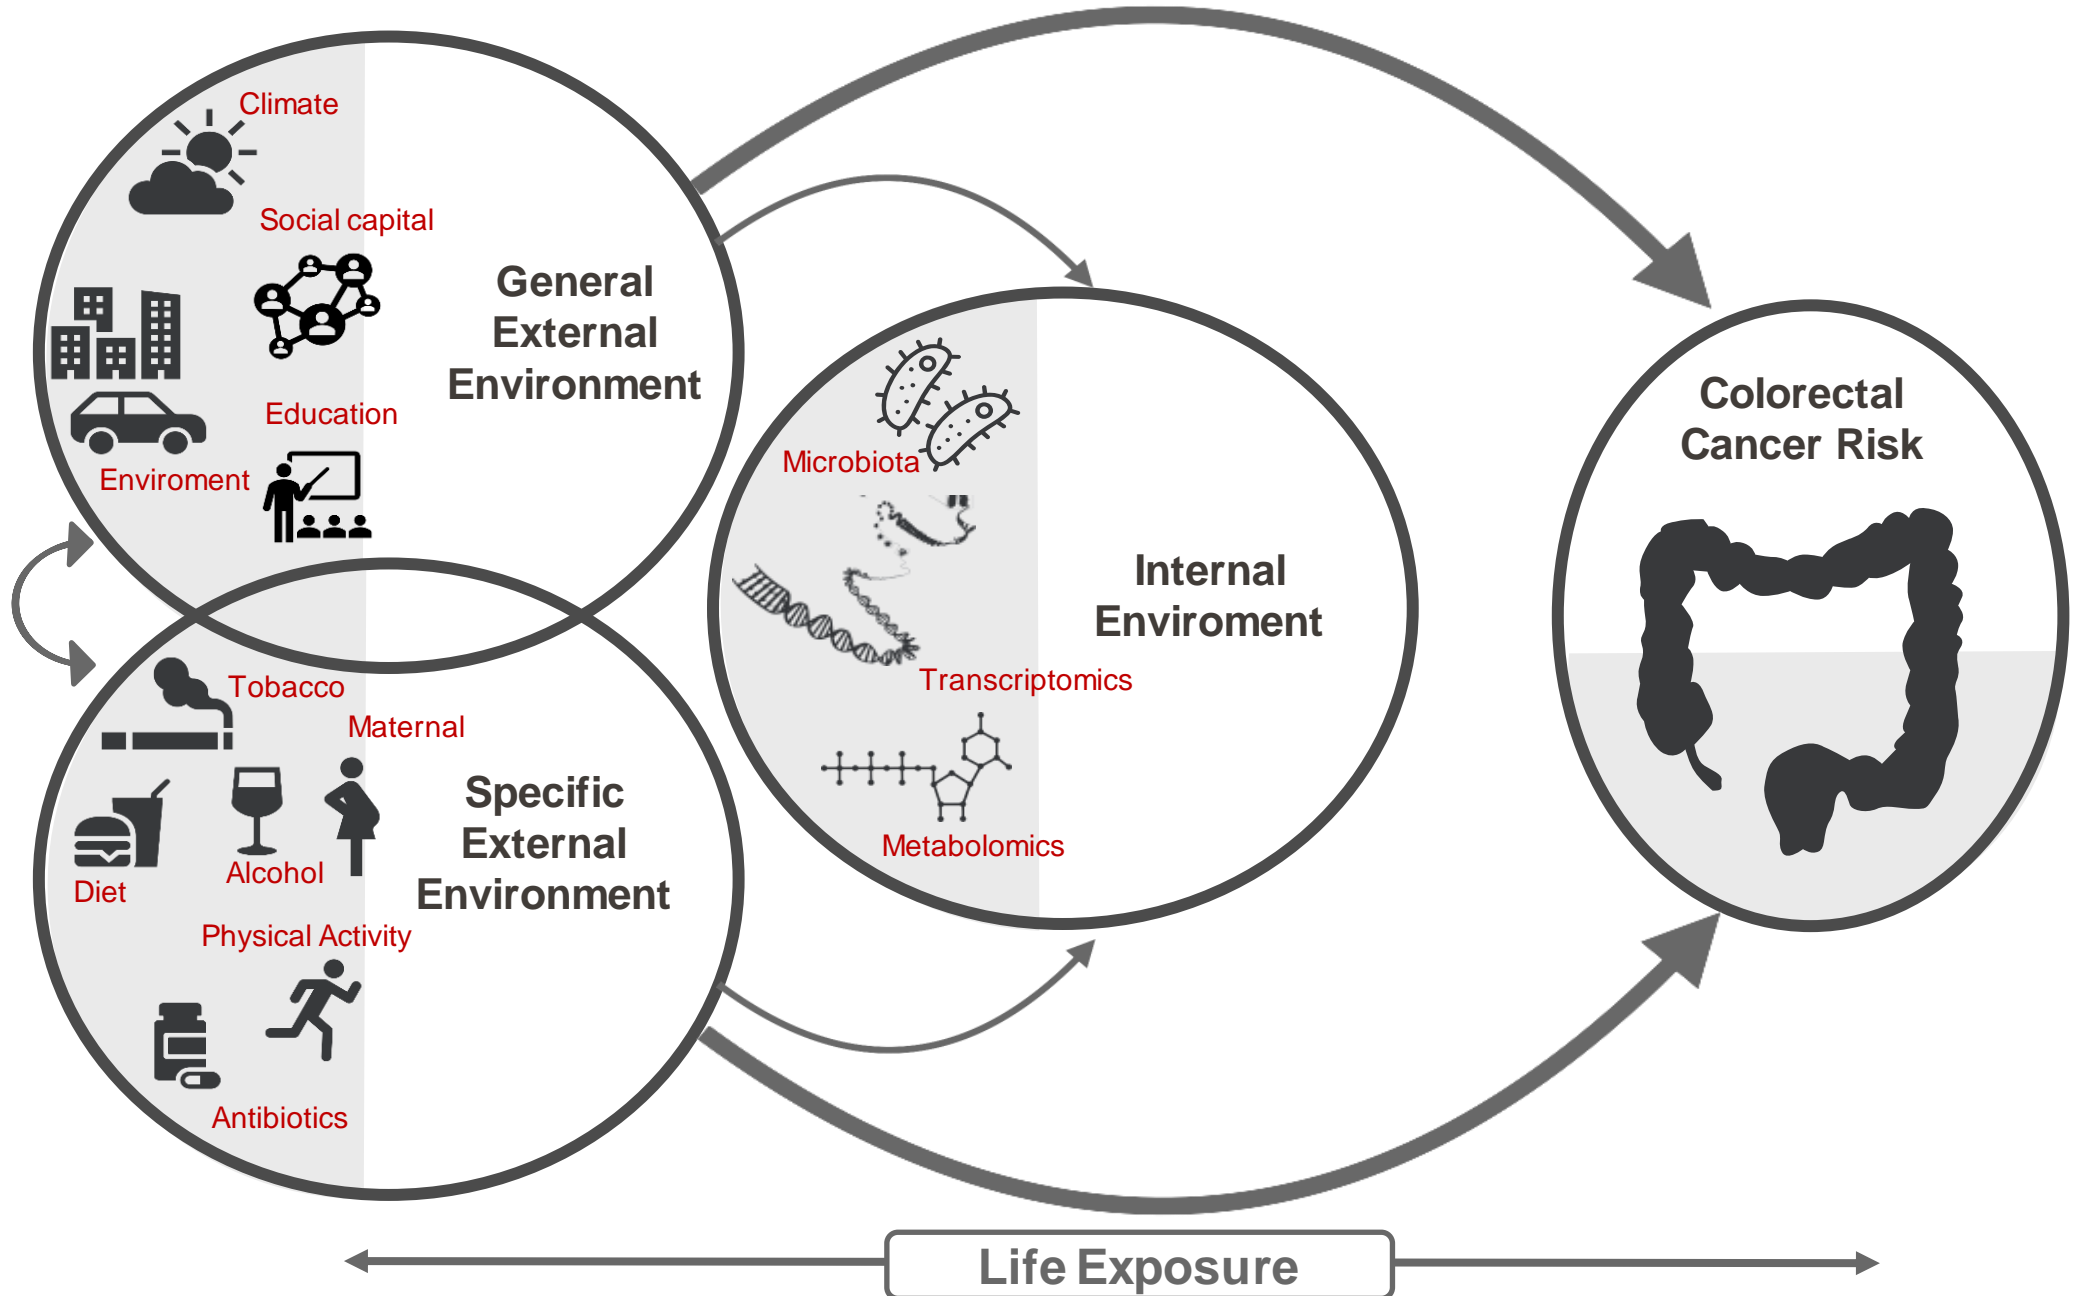 Climate
Social capital
General
External
Environment
Education
Enviroment
Tobacco
Maternal
Specific
External
Environment
Alcohol
Diet
Physical Activity
Antibiotics
Microbiota
Internal
Enviroment
Transcriptomics
Metabolomics
Colorectal
Cancer Risk
Life Exposure